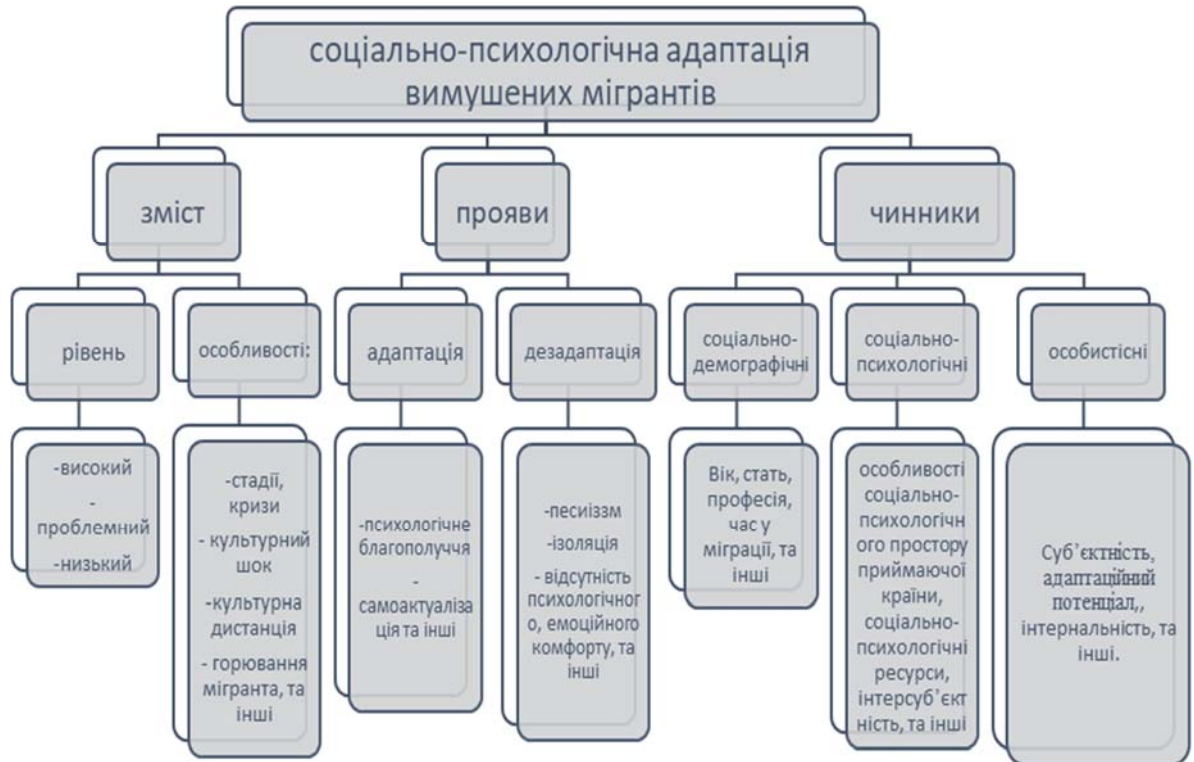 соціально-психологічна адаптація
вимушених мігрантів
зміст
прояви
чинники
рівень
особливості:
адаптація
дезадаптація
соціально-
демографічні
соціально-
психологічні
особистісні
-високий
-
проблемний
-низький
-стадії,
кризи
- культурний
шок
-культурна
дистанція
- горювання
мігранта, та
інші
-психологічне
благополуччя
-
самоактуаліза
ція та інші
-песиіззм
-ізоляція
- відсутність
психологічног
о, емоційного
комфорту, та
інші
Вік, стать,
професія,
час у
міграції, та
інші
особливості
соціально-
психологічн
ого простору
приймаючої
країни,
соціально-
психологічні
ресурси,
інтерсуб’єкт
ність, та інші
Суб’єктність,
адаптаційний
потенціал,,
інтернальність, та
інші.